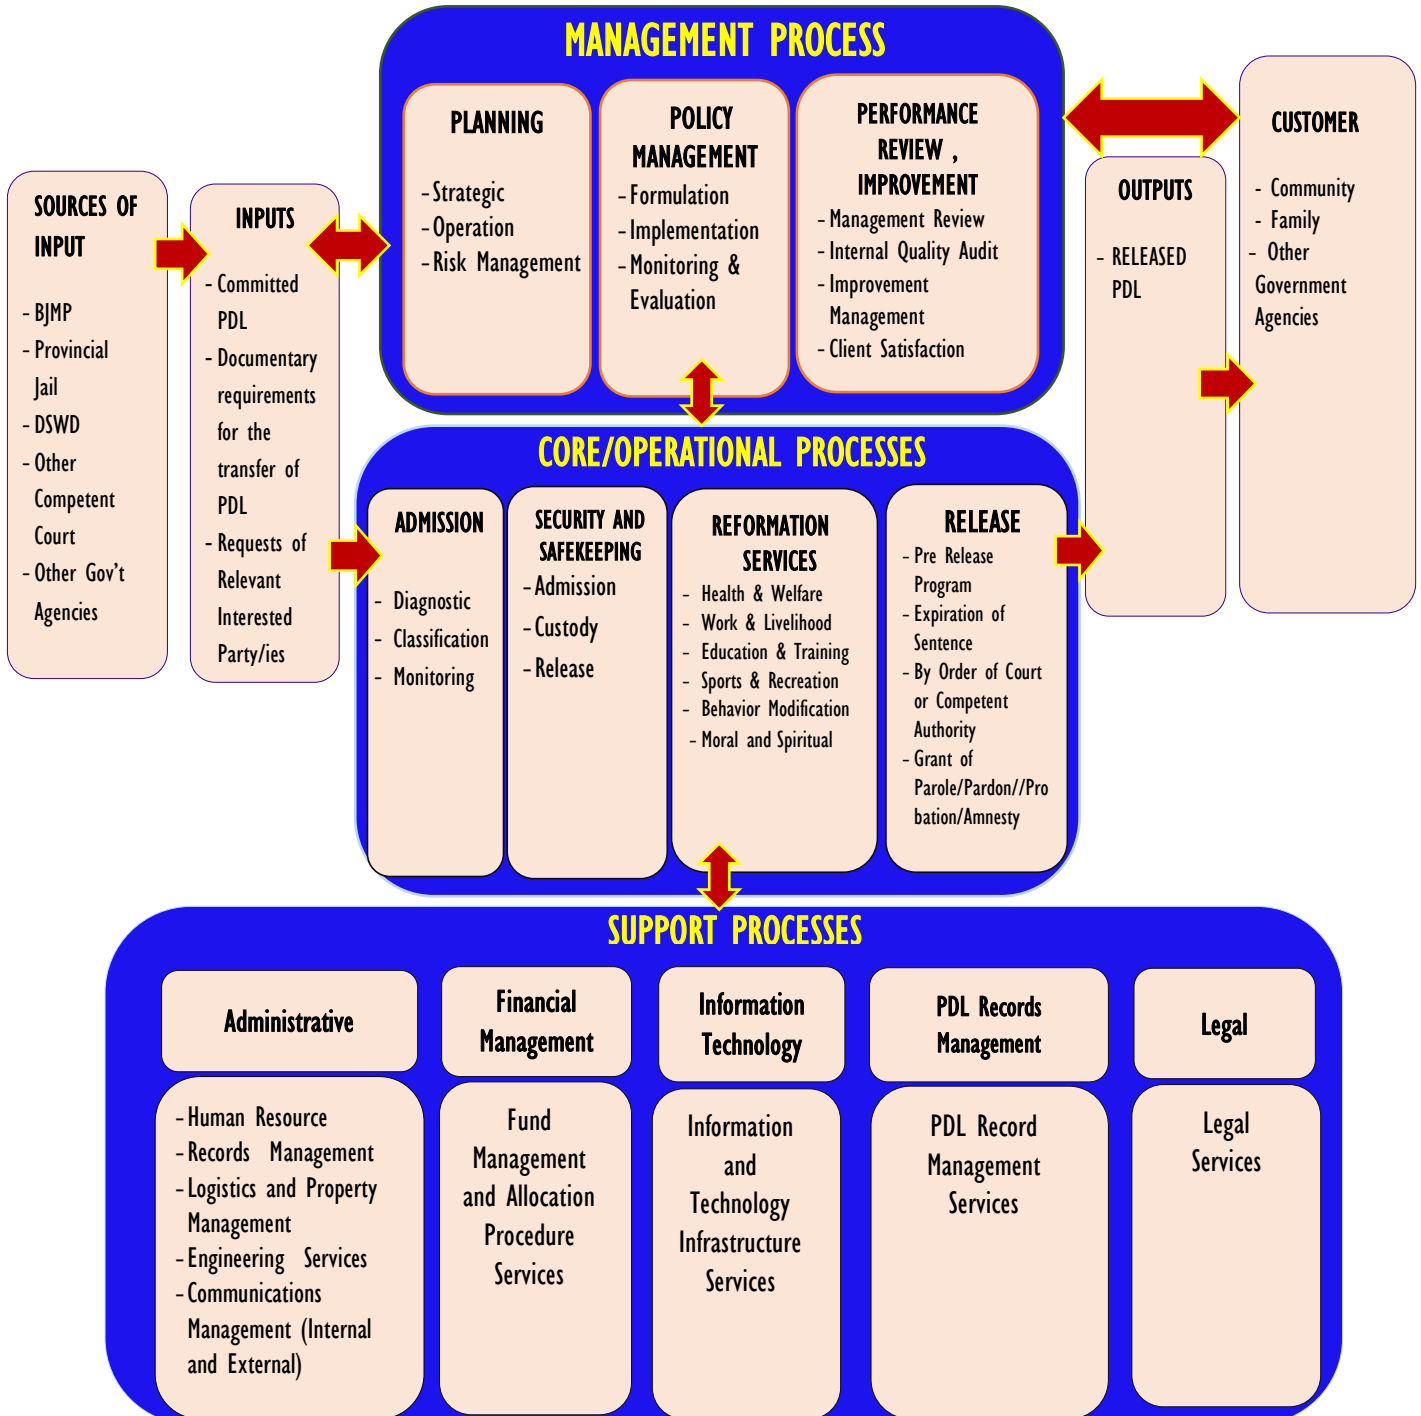 MANAGEMENT PROCESS
PLANNING
-Strategic
-Operation
-Risk Management
POLICY
MANAGEMENT
-Formulation
-Implementation
-Monitoring &
Evaluation
PERFORMANCE
REVIEW ,
IMPROVEMENT
-Management Review
-Internal Quality Audit
-Improvement
Management
-Client Satisfaction
SOURCES OF
INPUT
-BJMP
-Provincial
Jail
-DSWD
-Other
Competent
Court
-Other Gov't
Agencies
INPUTS
-Committed
PDL
-Documentary
requirements
for the
transfer of
PDL
-Requests of
Relevant
Interested
Party/ies
OUTPUTS
- RELEASED
PDL
CUSTOMER
- Community
- Family
- Other
Government
Agencies
CORE/OPERATIONAL PROCESSES
ADMISSION
- Diagnostic
- Classification
- Monitoring
SECURITY AND
SAFEKEEPING
-Admission
-Custody
-Release
REFORMATION
SERVICES
- Health & Welfare
- Work & Livelihood
- Education & Training
- Sports & Recreation
- Behavior Modification
- Moral and Spiritual
RELEASE
-Pre Release
Program
-Expiration of
Sentence
-By Order of Court
or Competent
Authority
-Grant of
Parole/Pardon//Pro
bation/Amnesty
SUPPORT PROCESSES
Administrative
-Human Resource
-Records Management
-Logistics and Property
Management
-Engineering Services
-Communications
Management (Internal
and External)
Financial
Management
Fund
Management
and Allocation
Procedure
Services
Information
Technology
Information
and
Technology
Infrastructure
Services
PDL Records
Management
PDL Record
Management
Services
Legal
Legal
Services